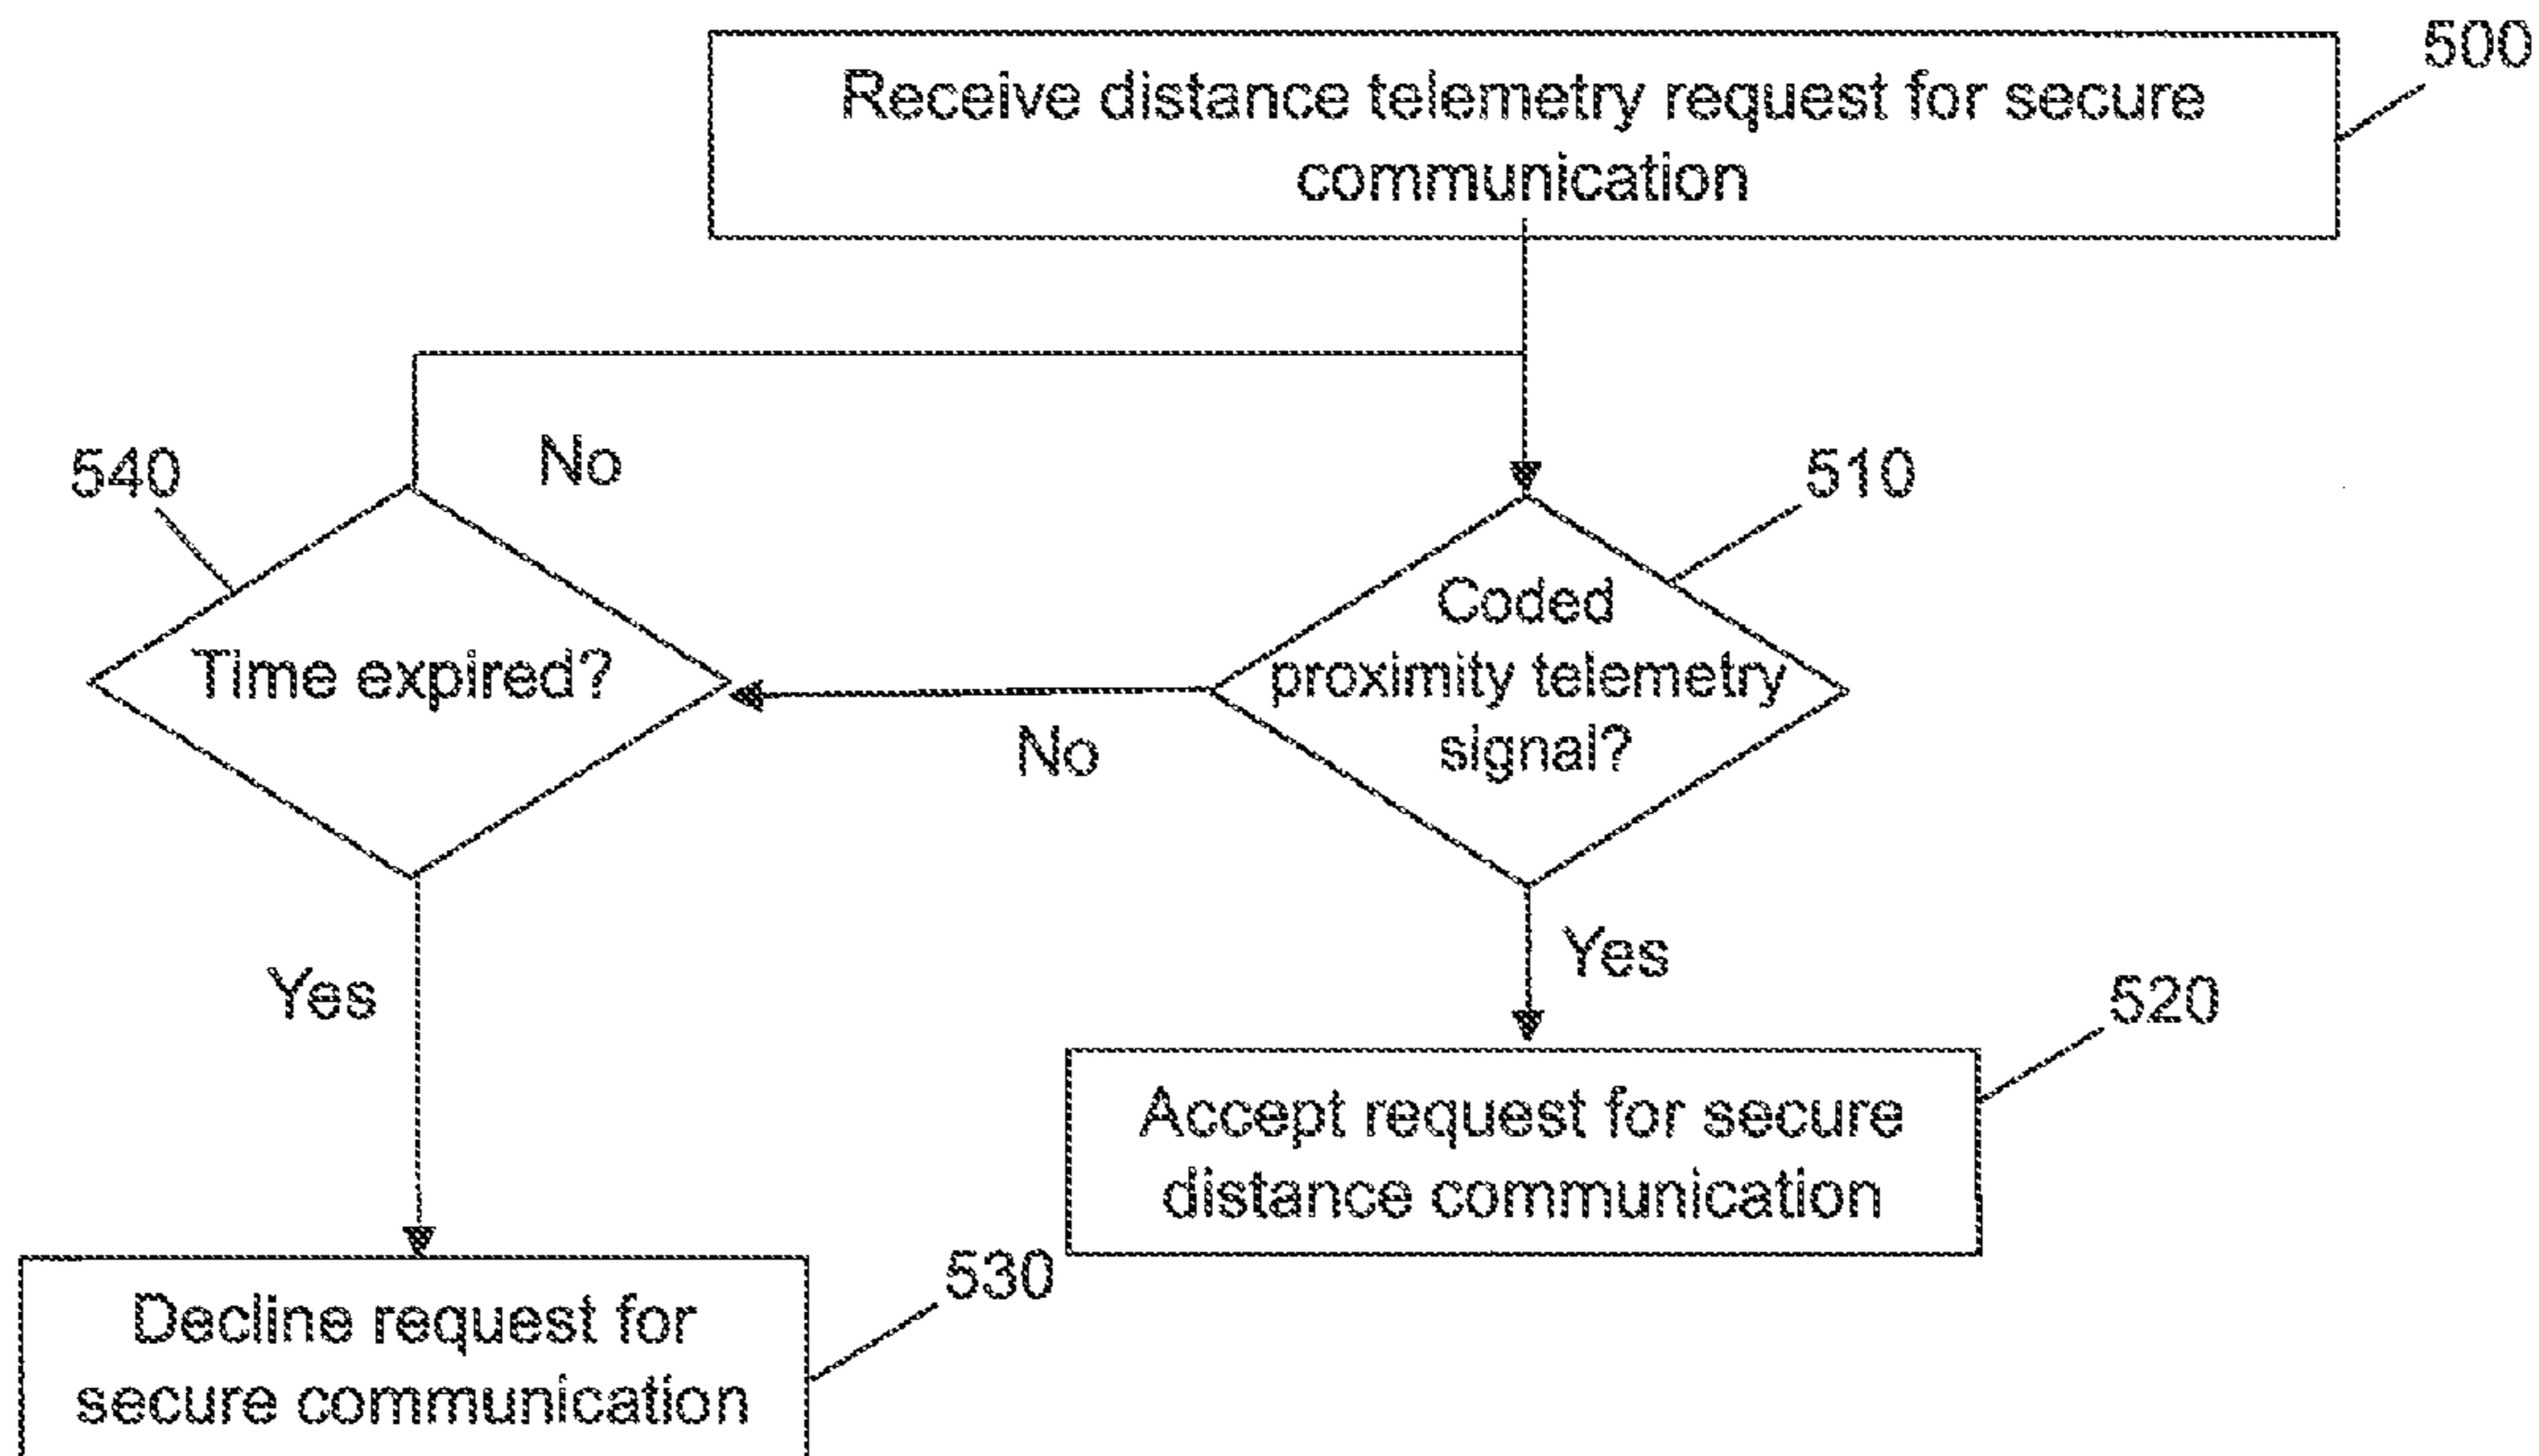 500
Receive distance telemetry request for secure
communication
No
540
510
Coded
proximity telemetry
signal?
Time expired?
No
Yes
Yes
520
Accept request for secure
distance communication
530
Decline request for
secure communication